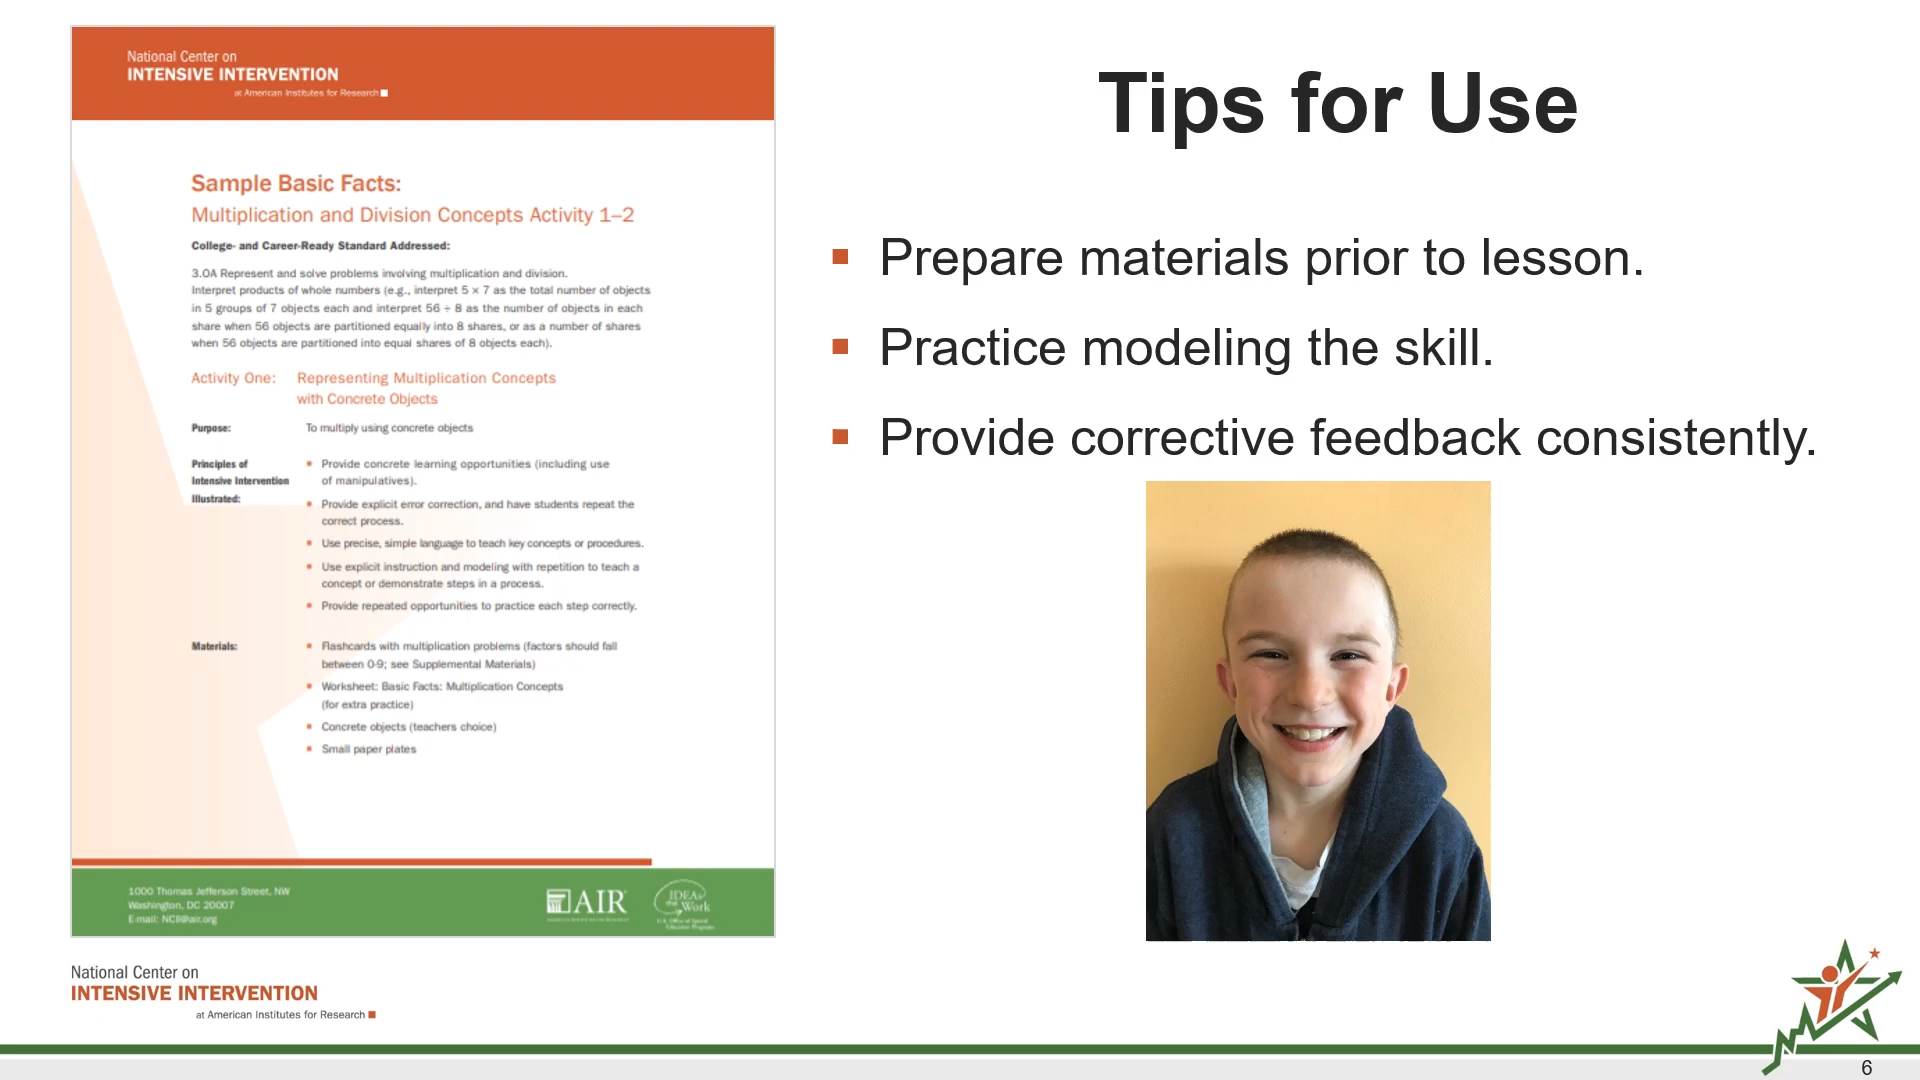 National Center on
INTENSIVE INTERVENTION
at American Institutes for Research
Sample Basic Facts:
Multiplication and Division Concepts Activity 1–2
College- and Career-Ready Standard Addressed:
3.OA Represent and solve problems involving multiplication and division.
Interpret products of whole numbers (e.g., interpret 5 × 7 as the total number of objects
in 5 groups of 7 objects each and interpret 56 ÷ 8 as the number of objects in each
share when 56 objects are partitioned equally into 8 shares, or as a number of shares
when 56 objects are partitioned into equal shares of 8 objects each).
Activity One: Representing Multiplication Concepts
with Concrete Objects
Purpose: To multiply using concrete objects
Principles of
Intensive Intervention
Illustrated:
▪ Provide concrete learning opportunities (including use
of manipulatives).
▪ Provide explicit error correction, and have students repeat the
correct process.
▪ Use precise, simple language to teach key concepts or procedures.
▪ Use explicit instruction and modeling with repetition to teach a
concept or demonstrate steps in a process.
▪ Provide repeated opportunities to practice each step correctly.
Materials:
▪ Flashcards with multiplication problems (factors should fall
between 0-9; see Supplemental Materials)
▪ Worksheet: Basic Facts: Multiplication Concepts
(for extra practice)
▪ Concrete objects (teachers choice)
▪ Small paper plates
1000 Thomas Jefferson Street, NW
Washington, DC 20007
E-mail: NCII@air.org
AIR
IDEAs
that Work
U.S. Office of Special
Education Programs
Tips for Use
▪ Prepare materials prior to lesson.
▪ Practice modeling the skill.
▪ Provide corrective feedback consistently.
National Center on
INTENSIVE INTERVENTION
at American Institutes for Research
6